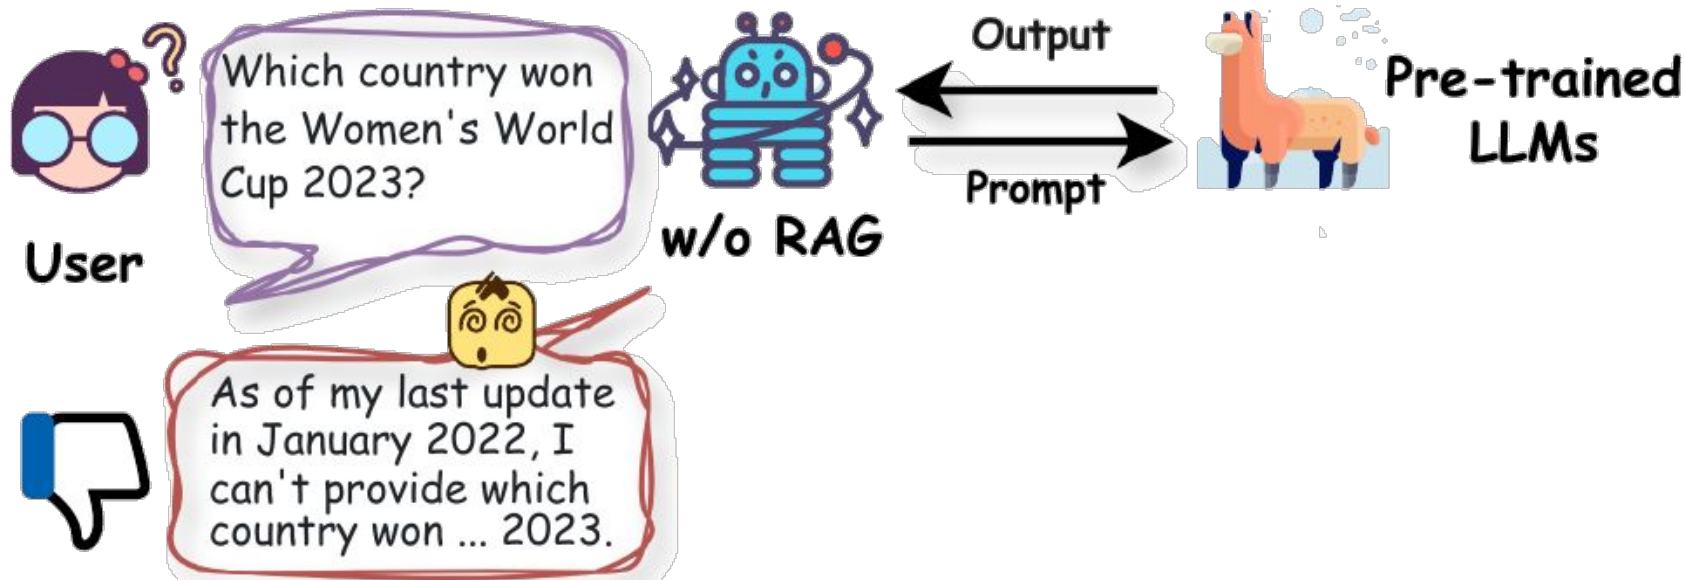 Which country won
the Women's World
Cup 2023?
User
w/o RAG
Output
Prompt
Pre-trained
LLMs
As of my last update
in January 2022, I
can't provide which
country won ... 2023.